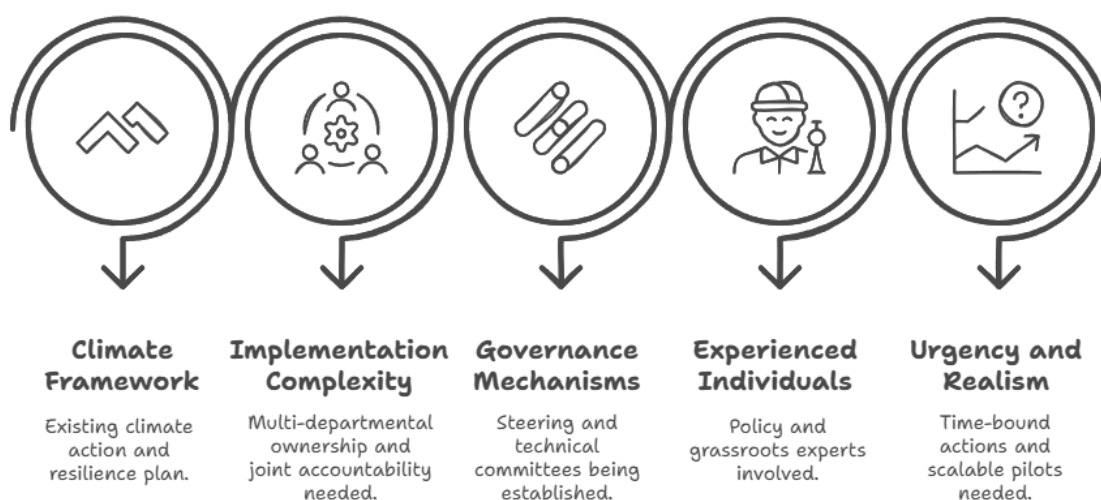 ?
Climate
Framework
Existing climate
action and
resilience plan.
Implementation
Complexity
Multi-departmental
ownership and
joint accountability
needed.
Governance
Mechanisms
Steering and
technical
committees being
established.
Experienced
Individuals
Policy and
grassroots experts
involved.
Urgency and
Realism
Time-bound
actions and
scalable pilots
needed.